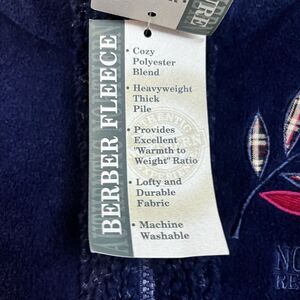 BERBER FLEECE
• Cozy
Polyester
Blend
• Heavyweight
Thick
Pile
• Provides
Excellent
"Warmth to
Weight" Ratio
• Lofty and
Durable
Fabric
• Machine
Washable